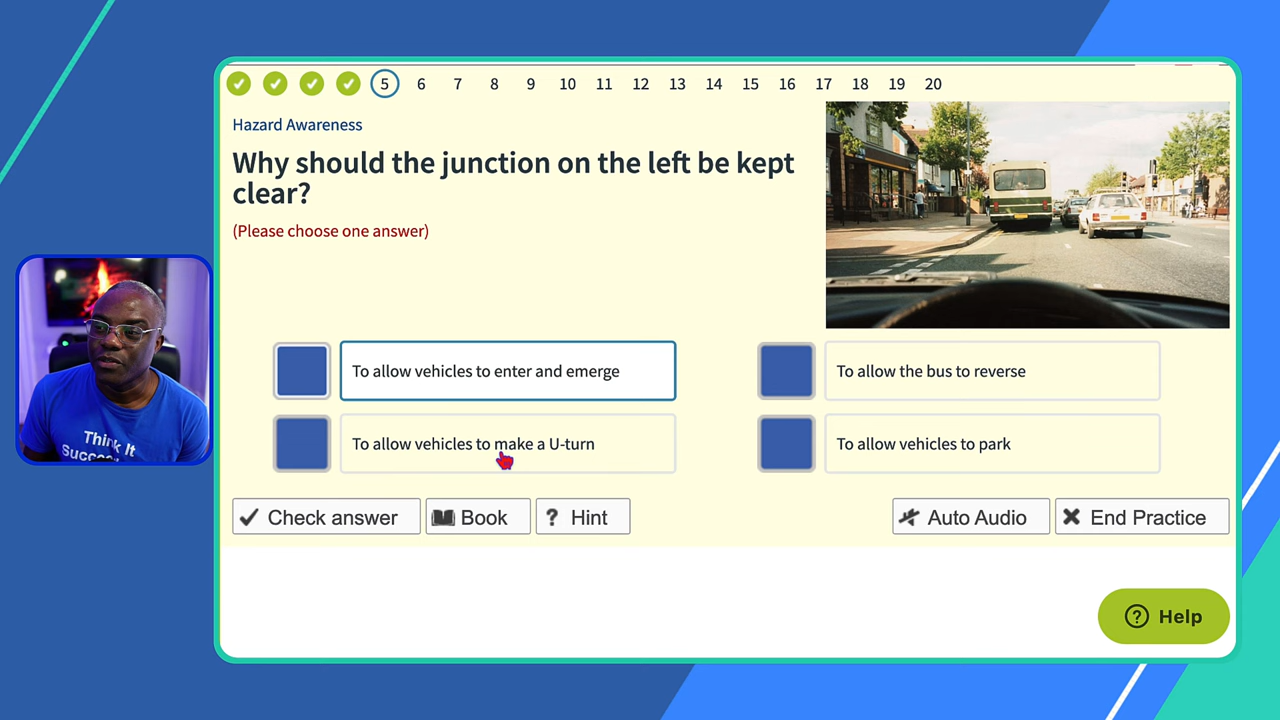 5 6 7 8 9 10 11 12 13 14 15 16 17 18 19 20
Hazard Awareness
Why should the junction on the left be kept
clear?
(Please choose one answer)
To allow vehicles to enter and emerge
To allow the bus to reverse
To allow vehicles to make a U-turn
To allow vehicles to park
Check answer
Book
? Hint
Auto Audio
End Practice
? Help
Think It